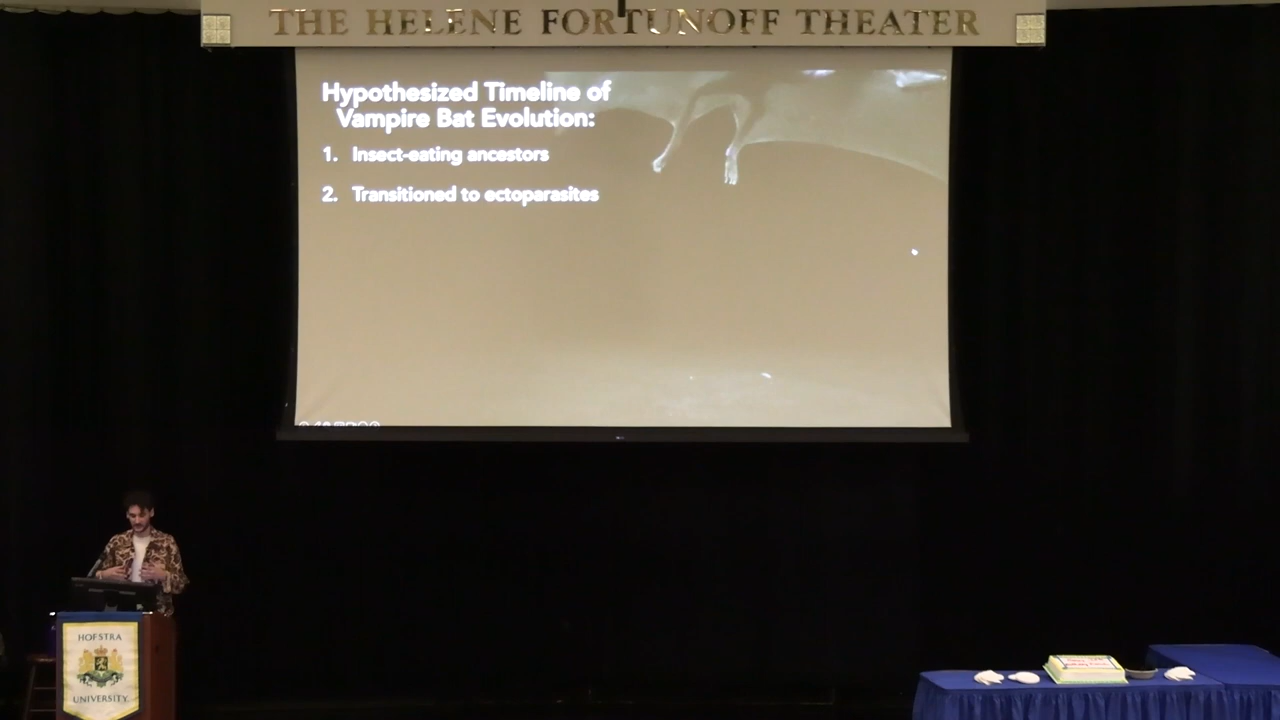 THE HELENE FORTUNOFF THEATER
Hypothesized Timeline of
Vampire Bat Evolution:
1. Insect-eating ancestors
2. Transitioned to ectoparasites
HOFSTRA
UNIVERSITY